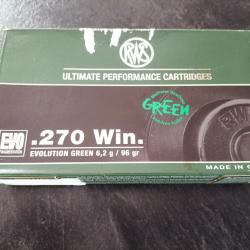 RWS
ULTIMATE PERFORMANCE CARTRIDGES
GREEN
EVO
.270 Win.
EVOLUTION GREEN 6,2 g / 96 gr
MADE IN